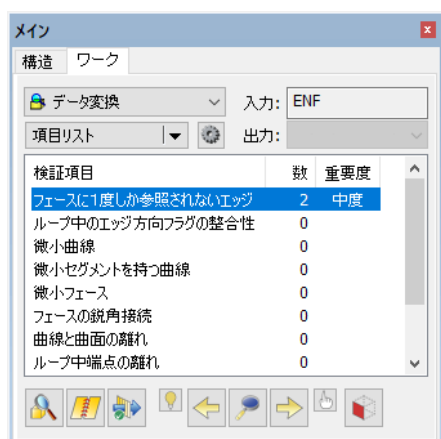 メイン
構造 ワーク
データ変換 入力: ENF
項目リスト 出力:
検証項目 数 重要度
フェースに1度しか参照されないエッジ 2 中度
ループ中のエッジ方向フラグの整合性 0
微小曲線 0
微小セグメントを持つ曲線 0
微小フェース 0
フェースの鋭角接続 0
曲線と曲面の離れ 0
ループ中端点の離れ 0